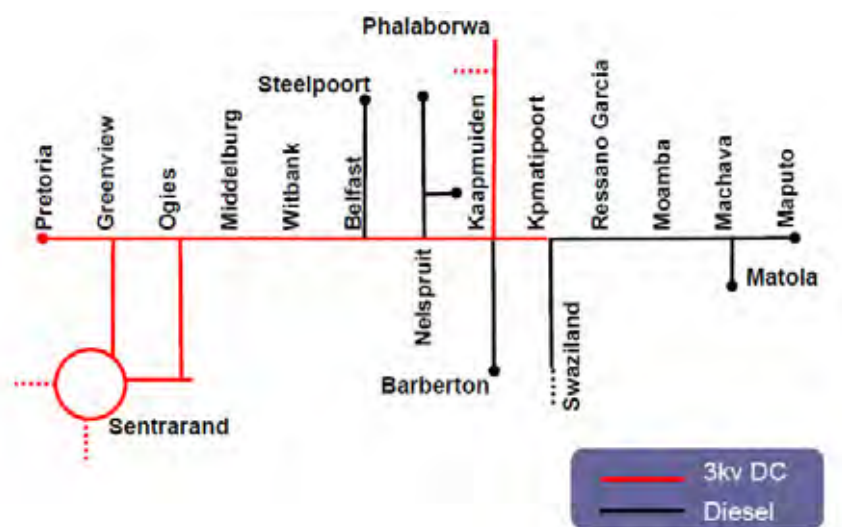 Phalaborwa
Steelpoort
Pretoria
Greenview
Ogies
Middelburg
Witbank
Belfast
Nelspruit
Kaapmuiden
Kpmatipoort
Ressano Garcia
Moamba
Machava
Maputo
Matola
Barberton
Swaziland
Sentrarand
3kv DC
Diesel